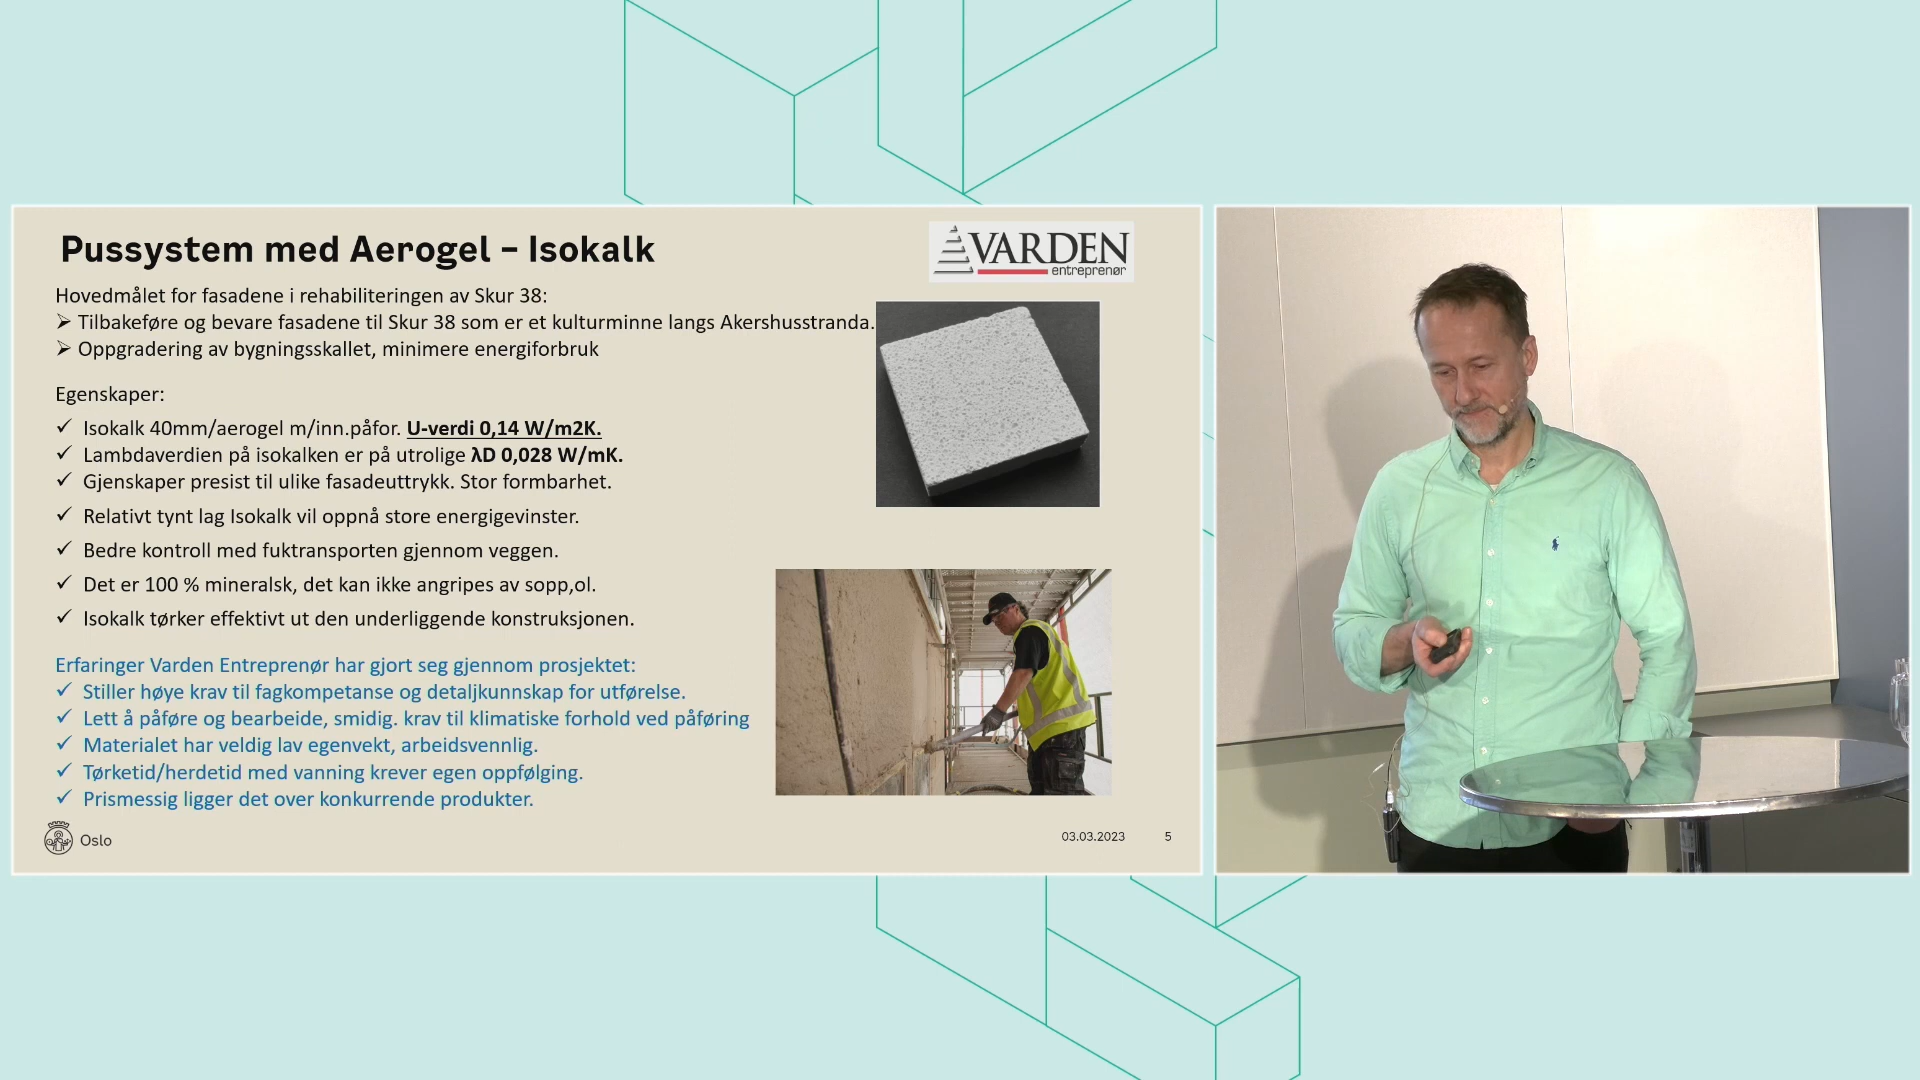 Pussystem med Aerogel – Isokalk
VARDEN
entreprenør
Hovedmålet for fasadene i rehabiliteringen av Skur 38:
➢ Tilbakeføre og bevare fasadene til Skur 38 som er et kulturminne langs Akershusstranda.
➢ Oppgradering av bygningsskallet, minimere energiforbruk
Egenskaper:
✓ Isokalk 40mm/aerogel m/inn.påfor. U-verdi 0,14 W/m2K.
✓ Lambdaverdien på isokalken er på utrolige λD 0,028 W/mK.
✓ Gjenskaper presist til ulike fasadeuttrykk. Stor formbarhet.
✓ Relativt tynt lag Isokalk vil oppnå store energigevinster.
✓ Bedre kontroll med fuktransporten gjennom veggen.
✓ Det er 100 % mineralsk, det kan ikke angripes av sopp,ol.
✓ Isokalk tørker effektivt ut den underliggende konstruksjonen.
Erfaringer Varden Entreprenør har gjort seg gjennom prosjektet:
✓ Stiller høye krav til fagkompetanse og detaljkunnskap for utførelse.
✓ Lett å påføre og bearbeide, smidig. krav til klimatiske forhold ved påføring
✓ Materialet har veldig lav egenvekt, arbeidsvennlig.
✓ Tørketid/herdetid med vanning krever egen oppfølging.
✓ Prismessig ligger det over konkurrende produkter.
Oslo
03.03.2023 5